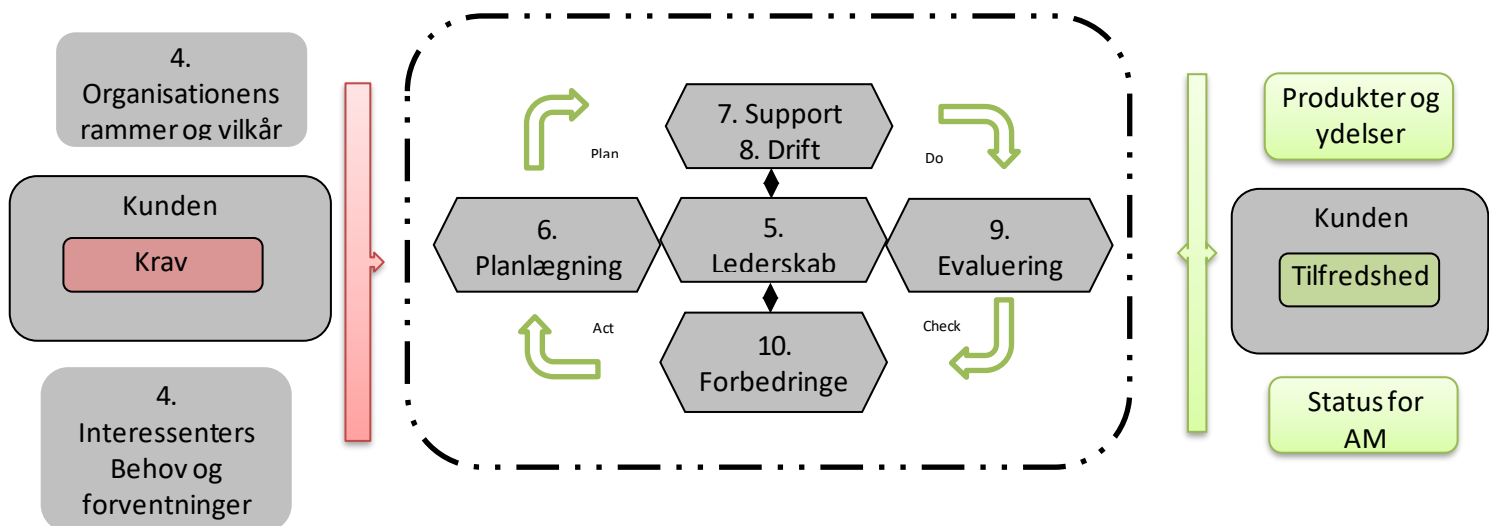 4.
Organisationens
rammer og vilkår
Kunden
Krav
4.
Interessenters
Behov og
forventninger
Plan
7. Support
8. Drift
Do
6.
Planlægning
5.
Lederskab
9.
Evaluering
Act
10.
Forbedringe
Check
Produkter og
ydelser
Kunden
Tilfredshed
Status for
AM